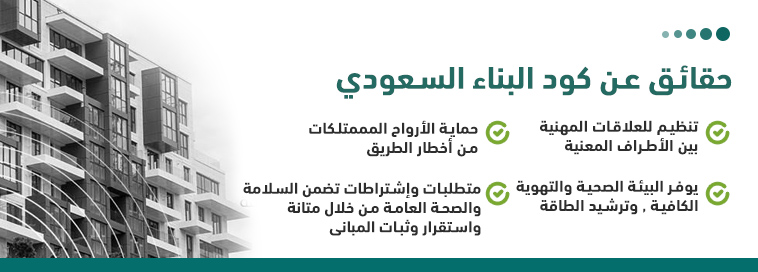 حقائق عن كود البناء السعودي
تنظيم للعلاقات المهنية
بين الأطراف المعنية
حماية الأرواح المممتلكات
من أخطار الطريق
يوفر البيئة الصحية والتهوية
الكافية , وترشيد الطاقة
متطلبات وإشتراطات تضمن السلامة
والصحة العامة من خلال متانة
واستقرار وثبات المباني